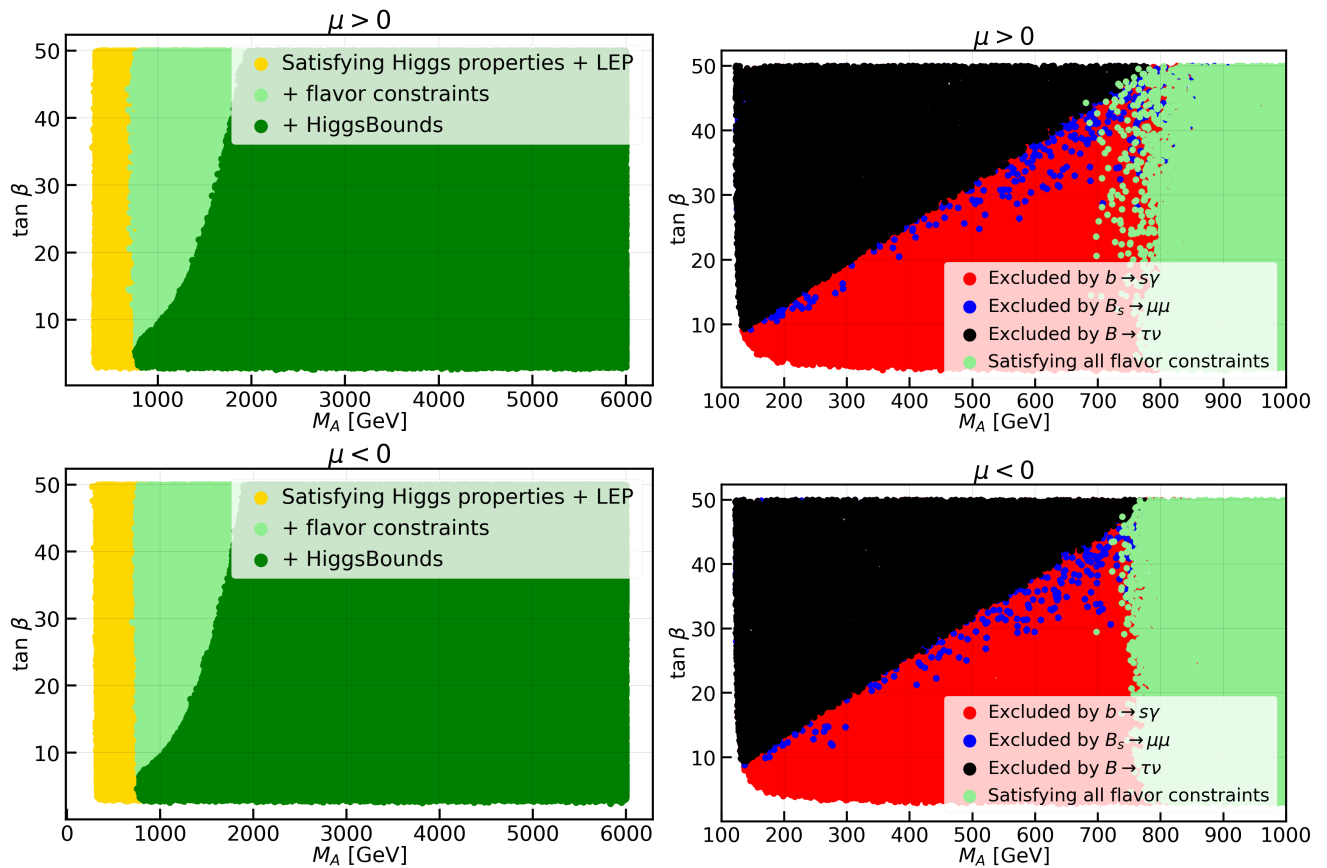 μ > 0
50
40
30
20
10
tan β
Satisfying Higgs properties + LEP
+ flavor constraints
+ HiggsBounds
1000 2000 3000 4000 5000 6000
M_A [GeV]
μ > 0
50
40
30
20
10
tan β
Excluded by b → sγ
Excluded by B_s → μμ
Excluded by B → τν
Satisfying all flavor constraints
100 200 300 400 500 600 700 800 900 1000
M_A [GeV]
μ < 0
50
40
30
20
10
tan β
Satisfying Higgs properties + LEP
+ flavor constraints
+ HiggsBounds
0 1000 2000 3000 4000 5000 6000
M_A [GeV]
μ < 0
50
40
30
20
10
tan β
Excluded by b → sγ
Excluded by B_s → μμ
Excluded by B → τν
Satisfying all flavor constraints
100 200 300 400 500 600 700 800 900 1000
M_A [GeV]